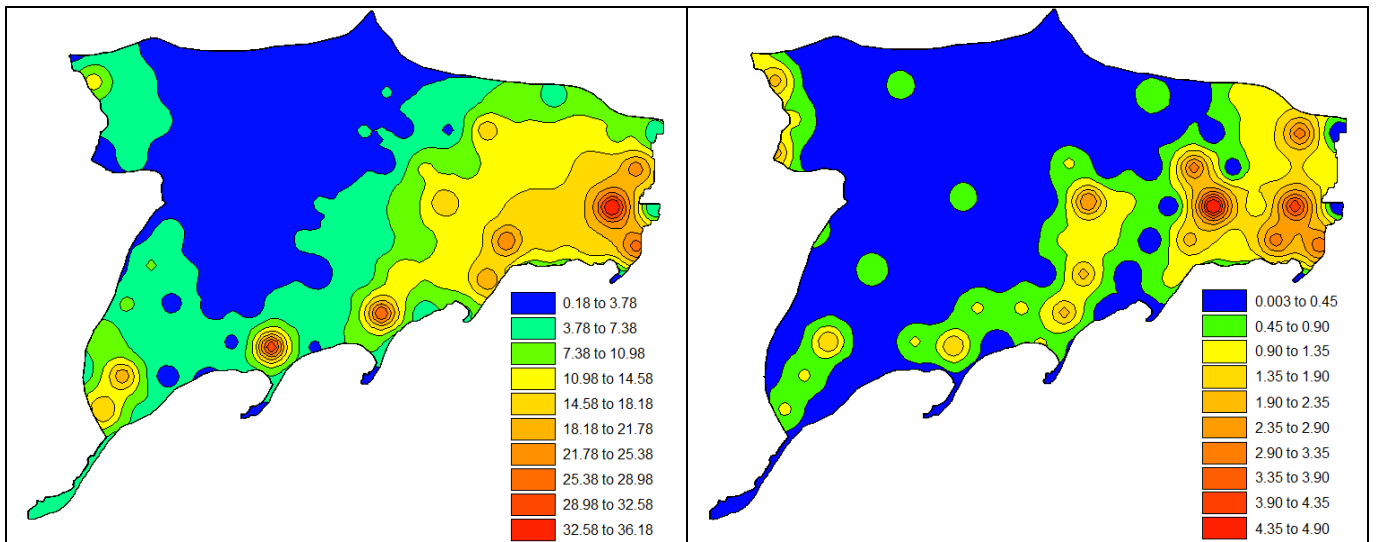 0.18 to 3.78
3.78 to 7.38
7.38 to 10.98
10.98 to 14.58
14.58 to 18.18
18.18 to 21.78
21.78 to 25.38
25.38 to 28.98
28.98 to 32.58
32.58 to 36.18
0.003 to 0.45
0.45 to 0.90
0.90 to 1.35
1.35 to 1.90
1.90 to 2.35
2.35 to 2.90
2.90 to 3.35
3.35 to 3.90
3.90 to 4.35
4.35 to 4.90